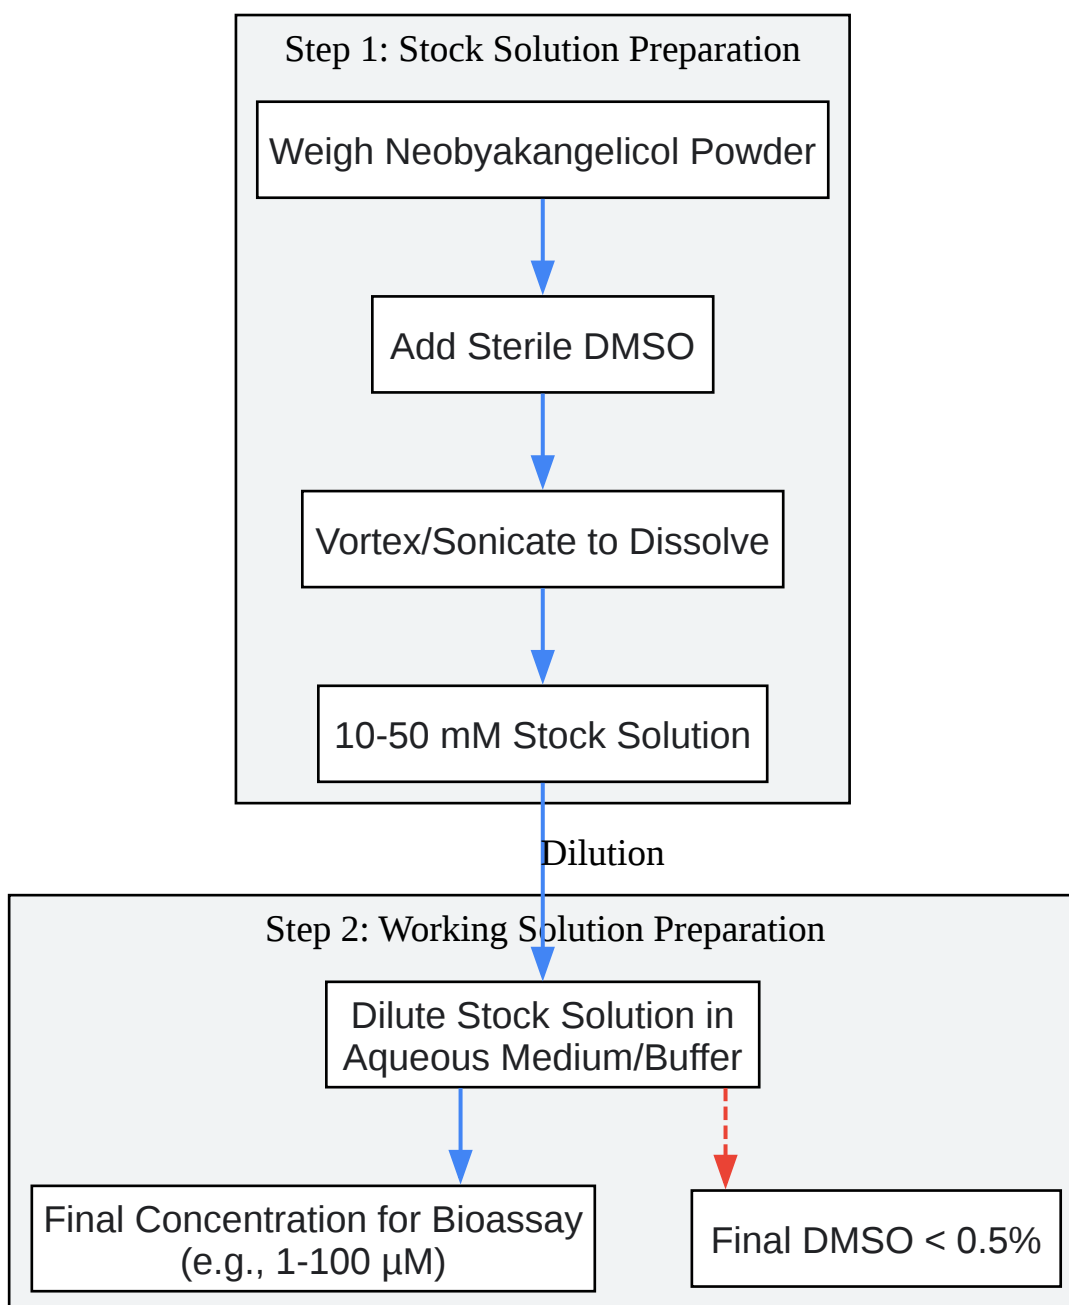 Step 1: Stock Solution Preparation
Weigh Neobyakangelicol Powder
Add Sterile DMSO
Vortex/Sonicate to Dissolve
10-50 mM Stock Solution
Dilution
Step 2: Working Solution Preparation
Dilute Stock Solution in
Aqueous Medium/Buffer
Final Concentration for Bioassay
(e.g., 1-100 µM)
Final DMSO < 0.5%